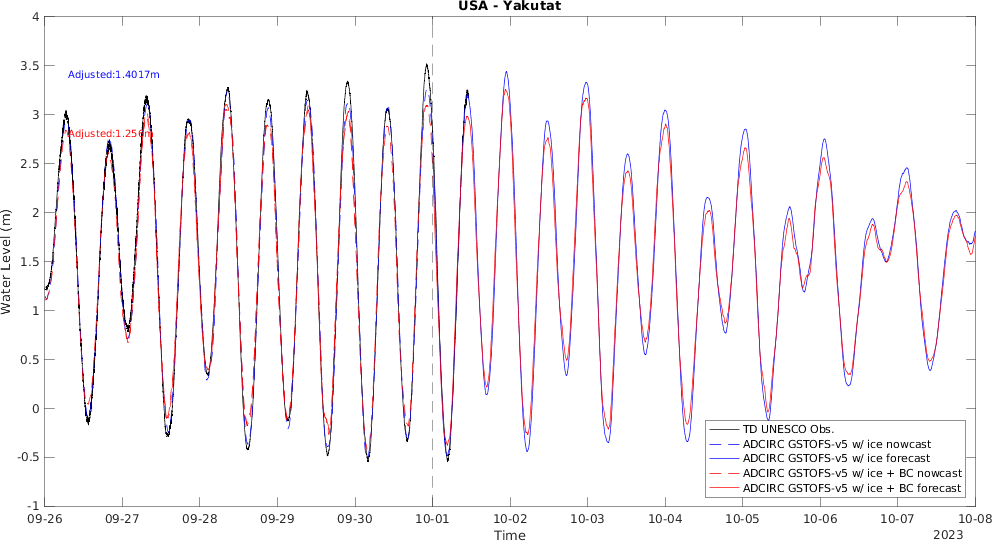 USA - Yakutat
4
3.5
3
2.5
2
1.5
1
0.5
0
-0.5
-1
Water Level (m)
Adjusted:1.4017m
Adjusted:1.256m
TD UNESCO Obs.
ADCIRC GSTOFS-v5 w/ ice nowcast
ADCIRC GSTOFS-v5 w/ ice forecast
ADCIRC GSTOFS-v5 w/ ice + BC nowcast
ADCIRC GSTOFS-v5 w/ ice + BC forecast
09-26 09-27 09-28 09-29 09-30 10-01 10-02 10-03 10-04 10-05 10-06 10-07 10-08
Time
2023